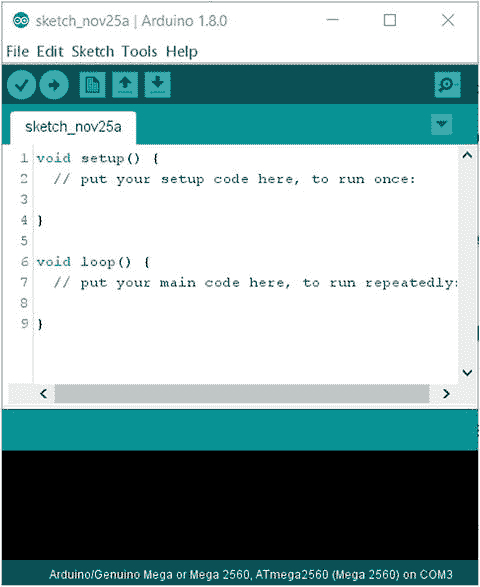 sketch_nov25a | Arduino 1.8.0
File Edit Sketch Tools Help
sketch_nov25a
1 void setup() {
2   // put your setup code here, to run once:
3
4 }
5
6 void loop() {
7   // put your main code here, to run repeatedly:
8
9 }
Arduino/Genuino Mega or Mega 2560, ATmega2560 (Mega 2560) on COM3